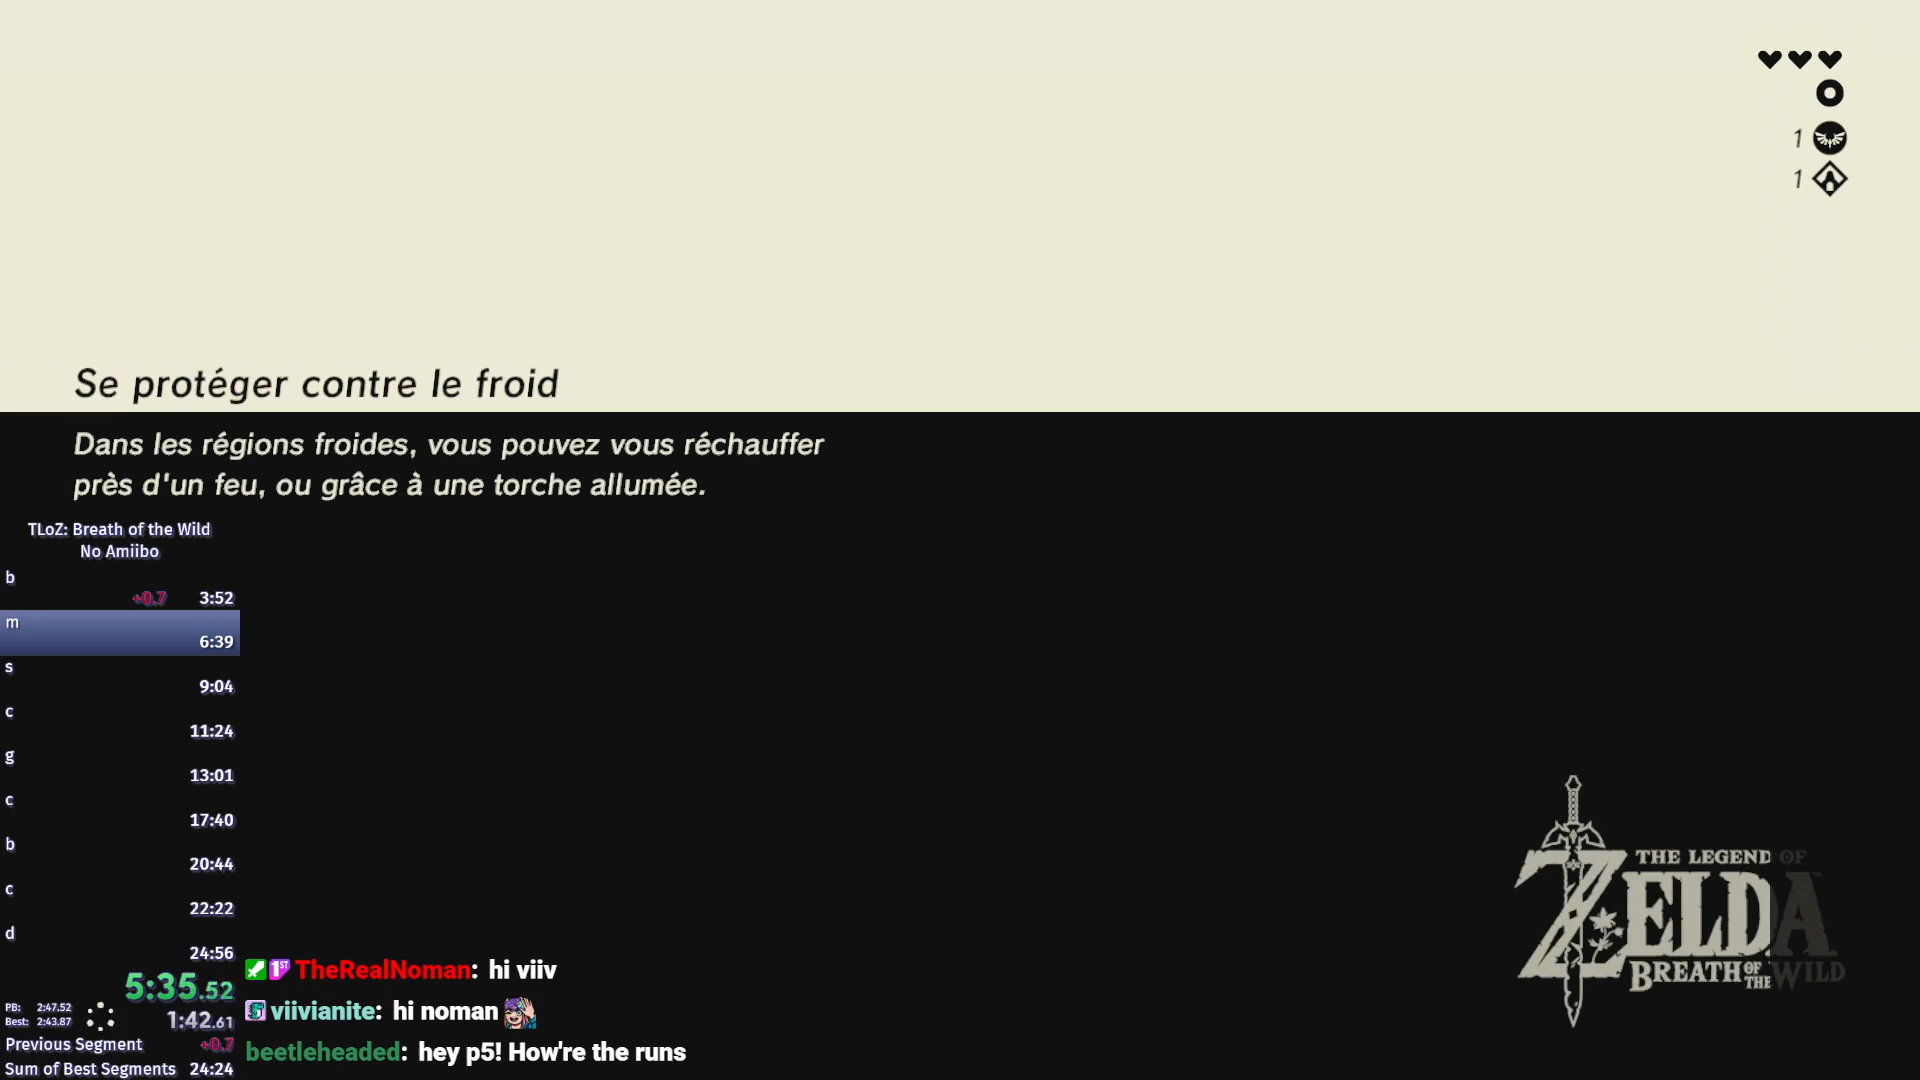 1
1
Se protéger contre le froid
Dans les régions froides, vous pouvez vous réchauffer
près d'un feu, ou grâce à une torche allumée.
TLoZ: Breath of the Wild
No Amiibo
b
+0.7 3:52
m
6:39
s
9:04
c
11:24
g
13:01
c
17:40
b
20:44
c
22:22
d
24:56
5:35.52
PB: 2:47.52
Best: 2:43.87
1:42.61
Previous Segment +0.7
Sum of Best Segments 24:24
1ST TheRealNoman: hi viiv
viivianite: hi noman
beetleheaded: hey p5! How're the runs
THE LEGEND OF
ZELDA
BREATH OF THE WILD